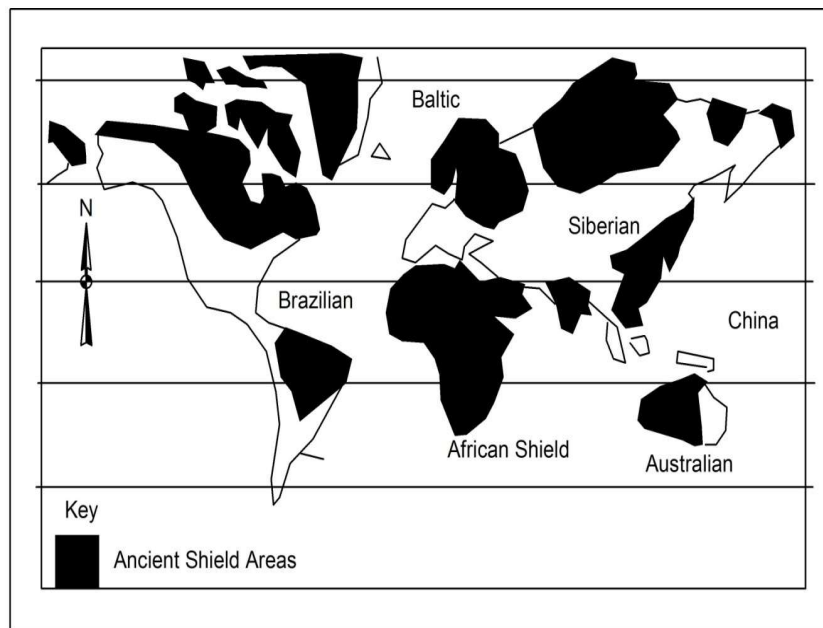 Baltic
N
Siberian
Brazilian
China
African Shield
Australian
Key
Ancient Shield Areas